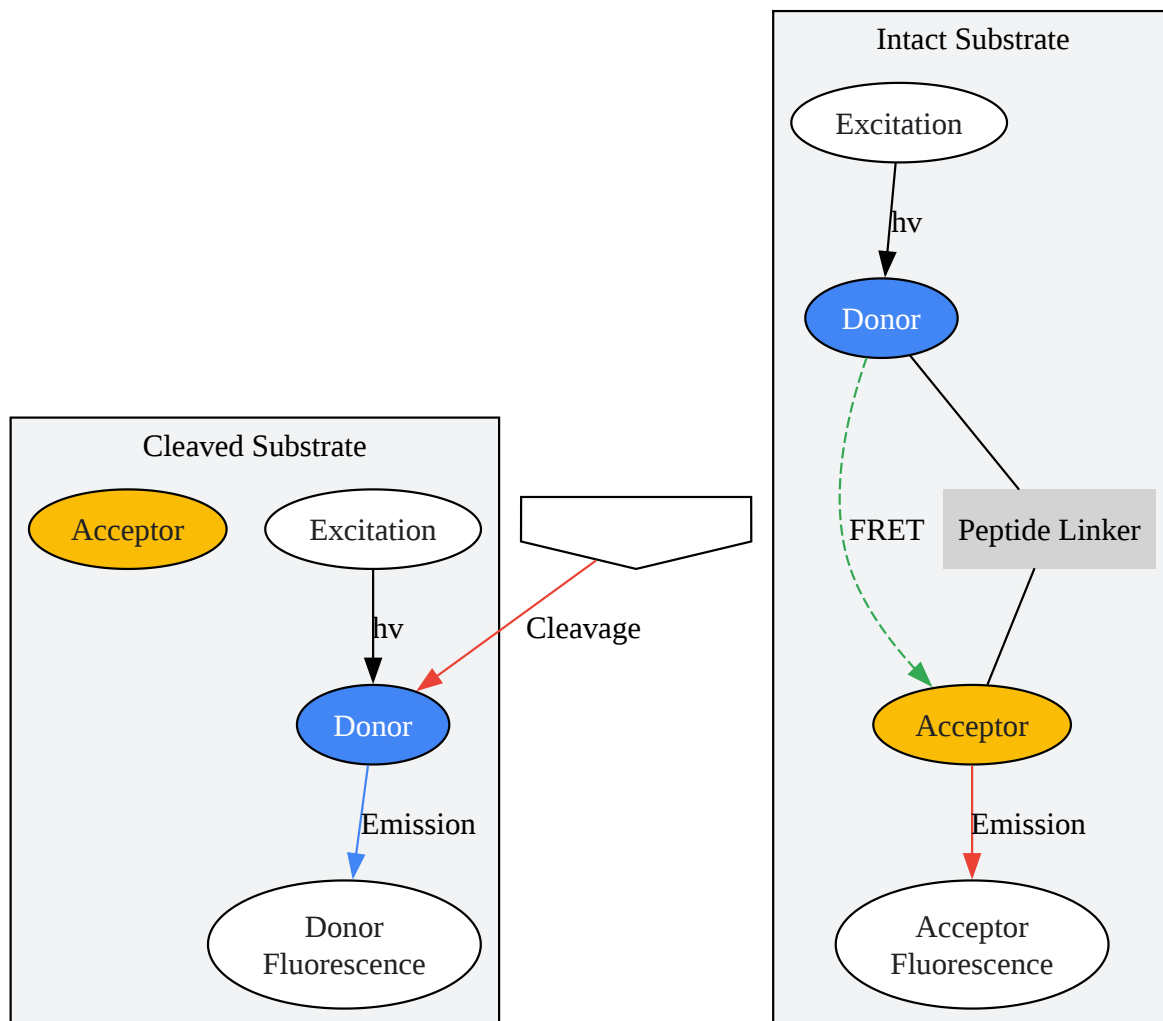 Intact Substrate
Excitation
hv
Donor
FRET
Peptide Linker
Acceptor
Emission
Acceptor
Fluorescence
Cleaved Substrate
Acceptor
Excitation
hv
Cleavage
Donor
Emission
Donor
Fluorescence